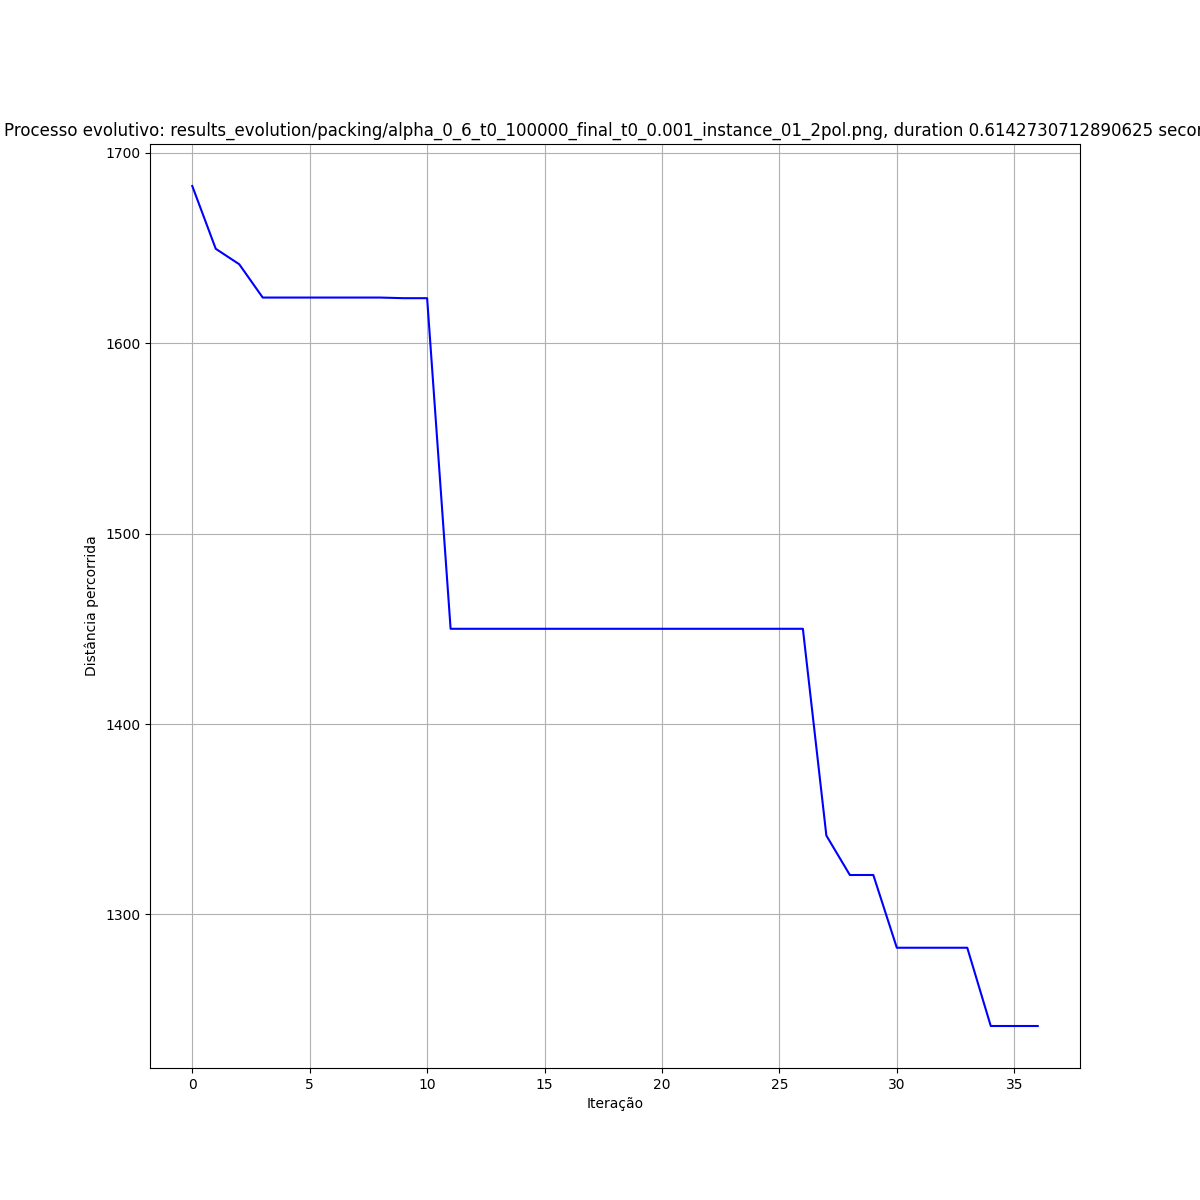 Processo evolutivo: results_evolution/packing/alpha_0_6_t0_100000_final_t0_0.001_instance_01_2pol.png, duration 0.6142730712890625 secon
1700
1600
1500
1400
1300
Distância percorrida
0 5 10 15 20 25 30 35
Iteração